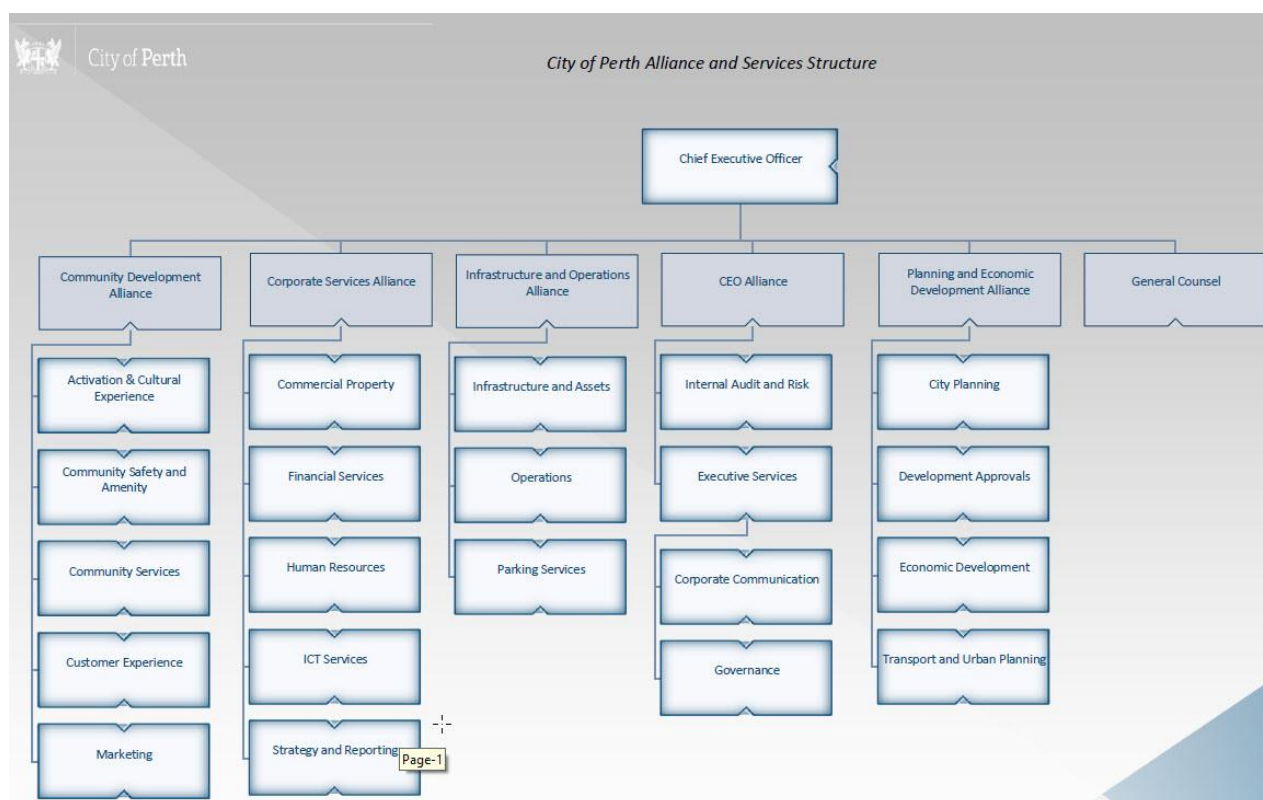 City of Perth
City of Perth Alliance and Services Structure
Chief Executive Officer
Community Development
Alliance
Corporate Services Alliance
Infrastructure and Operations
Alliance
CEO Alliance
Planning and Economic
Development Alliance
General Counsel
Activation & Cultural
Experience
Community Safety and
Amenity
Community Services
Customer Experience
Marketing
Commercial Property
Financial Services
Human Resources
ICT Services
Strategy and Reporting
Page-1
Infrastructure and Assets
Operations
Parking Services
Internal Audit and Risk
Executive Services
Corporate Communication
Governance
City Planning
Development Approvals
Economic Development
Transport and Urban Planning